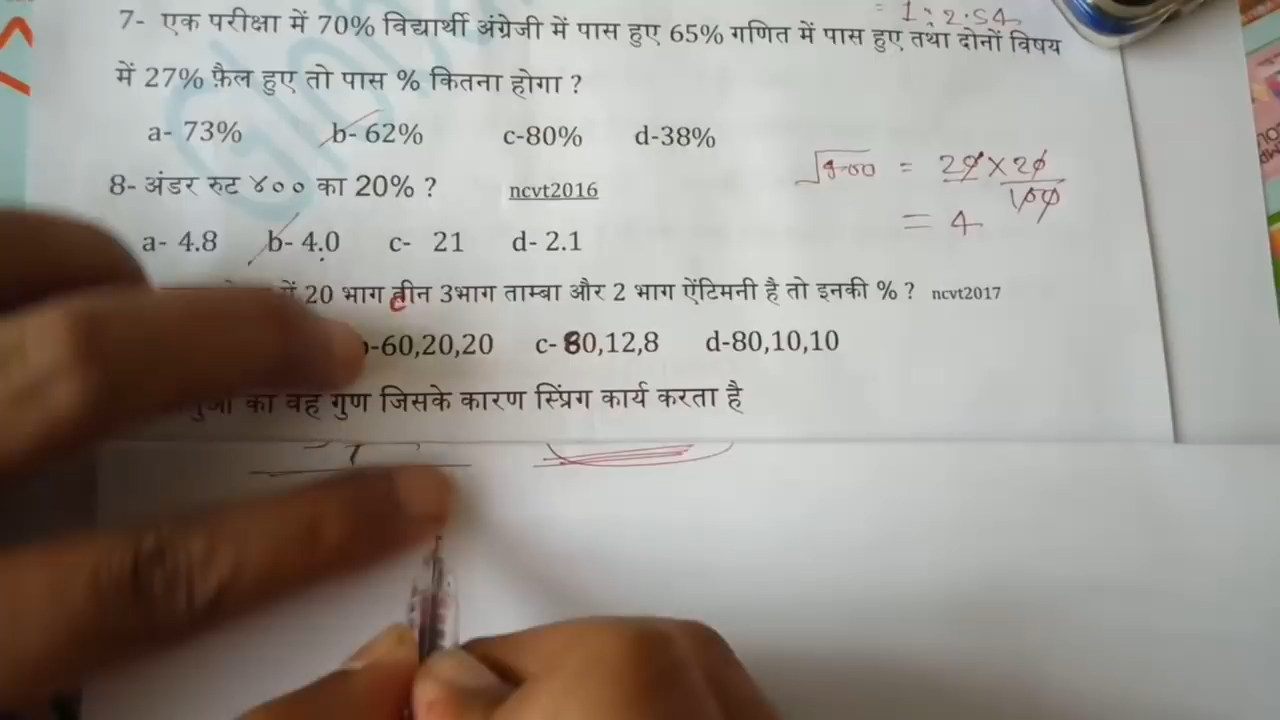 = 1:2.54
7- एक परीक्षा में 70% विद्यार्थी अंग्रेजी में पास हुए 65% गणित में पास हुए तथा दोनों विषय
में 27% फ़ैल हुए तो पास % कितना होगा ?
a- 73% b- 62% c-80% d-38%
8- अंडर रुट ४०० का 20% ? ncvt2016
√400 = 20 X 20
100
= 4
a- 4.8 b- 4.0 c- 21 d- 2.1
में 20 भाग टीन 3भाग ताम्बा और 2 भाग ऐंटिमनी है तो इनकी % ? ncvt2017
-60,20,20 c- 80,12,8 d-80,10,10
का वह गुण जिसके कारण स्प्रिंग कार्य करता है